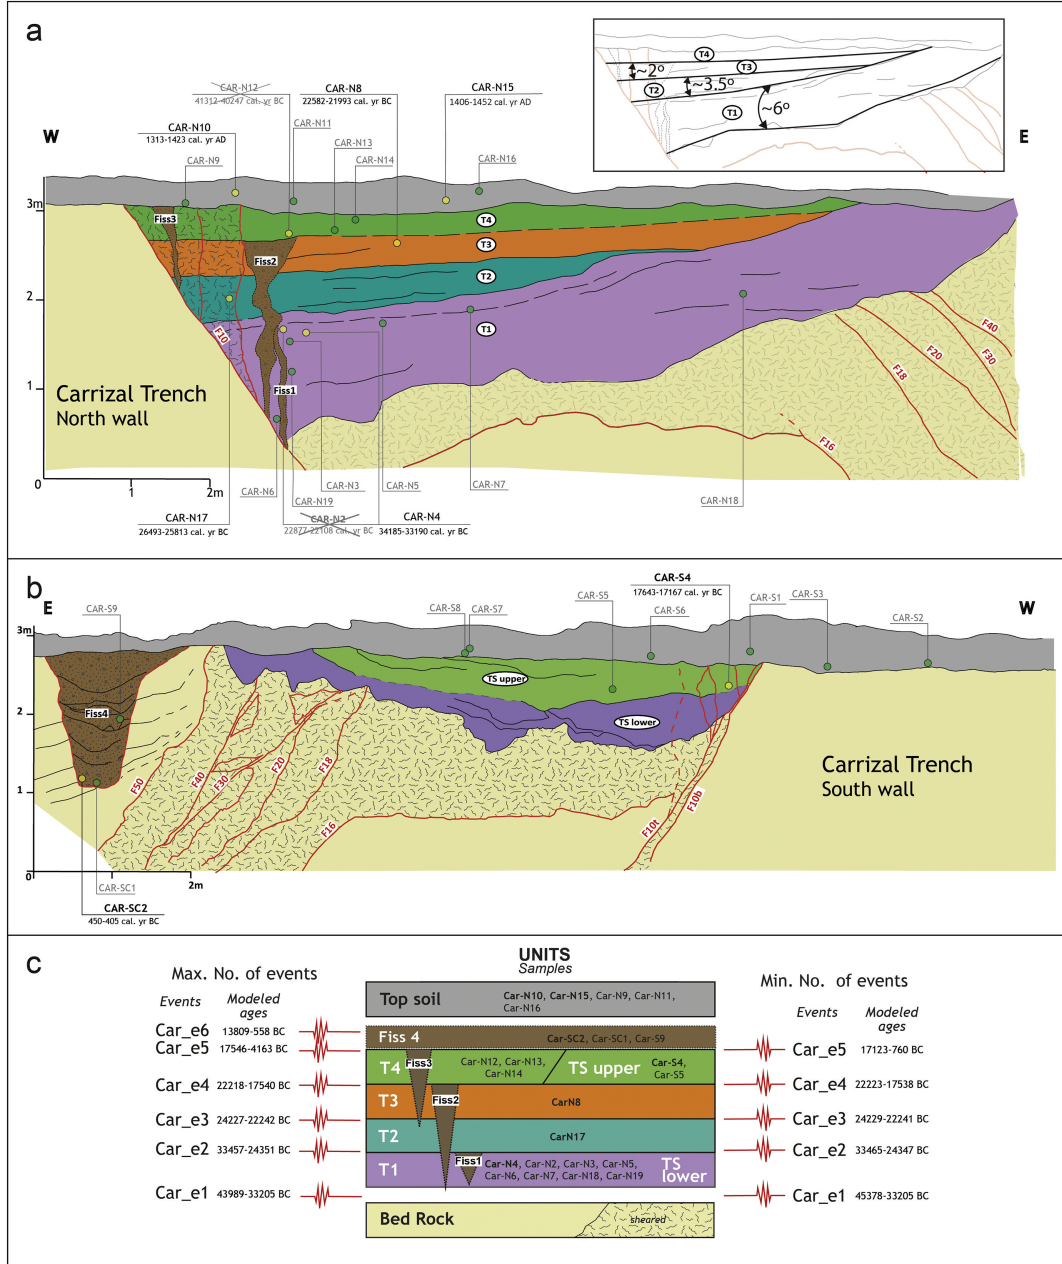 a
T4
T3
~2º
T2
~3.5º
T1
~6º
CAR-N12
41312-40247 cal. yr BC
CAR-N8
22582-21993 cal. yr BC
CAR-N15
1406-1452 cal. yr AD
W
CAR-N10
1313-1423 cal. yr AD
CAR-N11
CAR-N13
CAR-N9
CAR-N14
CAR-N16
E
3m
Fiss3
T4
T3
Fiss2
T2
2
T1
F10
F40
F20
F30
F18
1
Fiss1
Carrizal Trench
North wall
F16
0
1
2m
CAR-N6
CAR-N3
CAR-N5
CAR-N7
CAR-N19
CAR-N18
CAR-N17
26493-25813 cal. yr BC
CAR-N2
22877-22108 cal. yr BC
CAR-N4
34185-33190 cal. yr BC
b
E
CAR-S9
CAR-S8
CAR-S7
CAR-S5
CAR-S4
17643-17167 cal. yr BC
CAR-S6
CAR-S1
CAR-S3
CAR-S2
W
3m
TS upper
2
Fiss4
TS lower
Carrizal Trench
South wall
1
F50
F40
F30
F20
F18
F16
F10t
F10b
0
2m
CAR-SC1
CAR-SC2
450-405 cal. yr BC
c
UNITS
Samples
Max. No. of events
Min. No. of events
Events
Modeled
ages
Events
Modeled
ages
Top soil
Car-N10, Car-N15, Car-N9, Car-N11,
Car-N16
Car_e6 13809-558 BC
Fiss 4
Car-SC2, Car-SC1, Car-S9
Car_e5 17546-4163 BC
Car_e5 17123-760 BC
T4
Fiss3
Car-N12, Car-N13,
Car-N14
TS upper
Car-S4,
Car-S5
Car_e4 22218-17540 BC
Car_e4 22223-17538 BC
T3
Fiss2
CarN8
Car_e3 24227-22242 BC
Car_e3 24229-22241 BC
T2
CarN17
Car_e2 33457-24351 BC
Car_e2 33465-24347 BC
T1
Fiss1
Car-N4, Car-N2, Car-N3, Car-N5,
Car-N6, Car-N7, Car-N18, Car-N19
TS
lower
Car_e1 43989-33205 BC
Car_e1 45378-33205 BC
Bed Rock
sheared